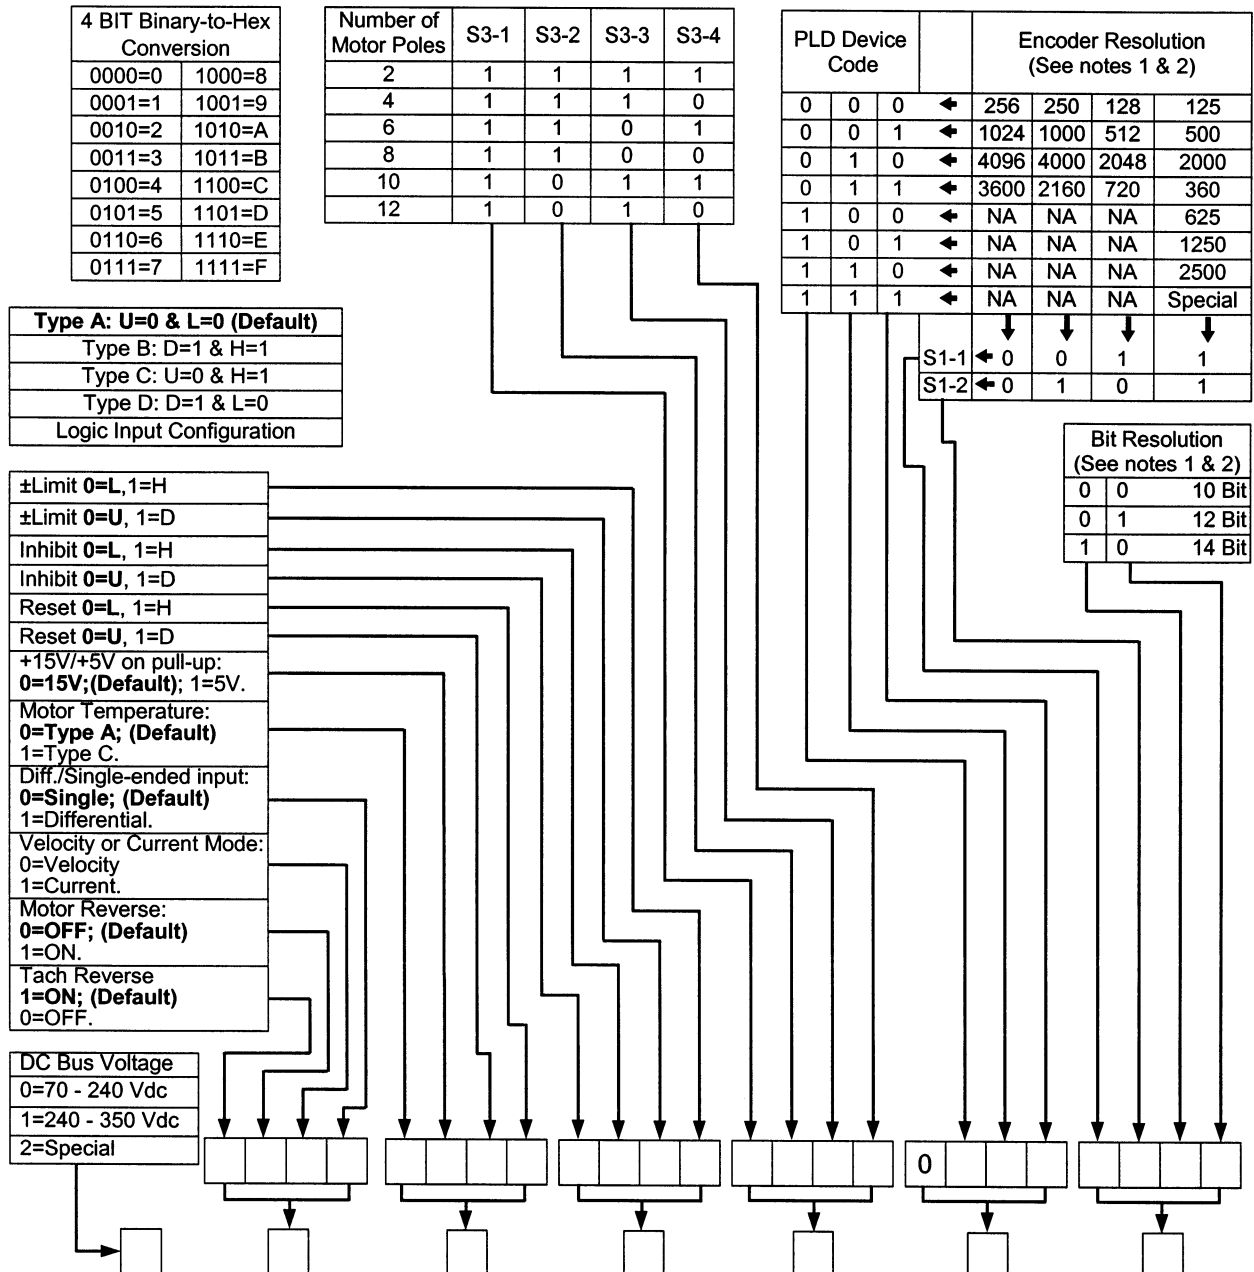 4 BIT Binary-to-Hex
Conversion
0000=0 1000=8
0001=1 1001=9
0010=2 1010=A
0011=3 1011=B
0100=4 1100=C
0101=5 1101=D
0110=6 1110=E
0111=7 1111=F
Number of
Motor Poles S3-1 S3-2 S3-3 S3-4
2 1 1 1 1
4 1 1 1 0
6 1 1 0 1
8 1 1 0 0
10 1 0 1 1
12 1 0 1 0
PLD Device
Code
Encoder Resolution
(See notes 1 & 2)
0 0 0 256 250 128 125
0 0 1 1024 1000 512 500
0 1 0 4096 4000 2048 2000
0 1 1 3600 2160 720 360
1 0 0 NA NA NA 625
1 0 1 NA NA NA 1250
1 1 0 NA NA NA 2500
1 1 1 NA NA NA Special
S1-1 0 0 1 1
S1-2 0 1 0 1
Type A: U=0 & L=0 (Default)
Type B: D=1 & H=1
Type C: U=0 & H=1
Type D: D=1 & L=0
Logic Input Configuration
Bit Resolution
(See notes 1 & 2)
0 0 10 Bit
0 1 12 Bit
1 0 14 Bit
±Limit 0=L,1=H
±Limit 0=U, 1=D
Inhibit 0=L, 1=H
Inhibit 0=U, 1=D
Reset 0=L, 1=H
Reset 0=U, 1=D
+15V/+5V on pull-up:
0=15V;(Default); 1=5V.
Motor Temperature:
0=Type A; (Default)
1=Type C.
Diff./Single-ended input:
0=Single; (Default)
1=Differential.
Velocity or Current Mode:
0=Velocity
1=Current.
Motor Reverse:
0=OFF; (Default)
1=ON.
Tach Reverse
1=ON; (Default)
0=OFF.
DC Bus Voltage
0=70 - 240 Vdc
1=240 - 350 Vdc
2=Special
0